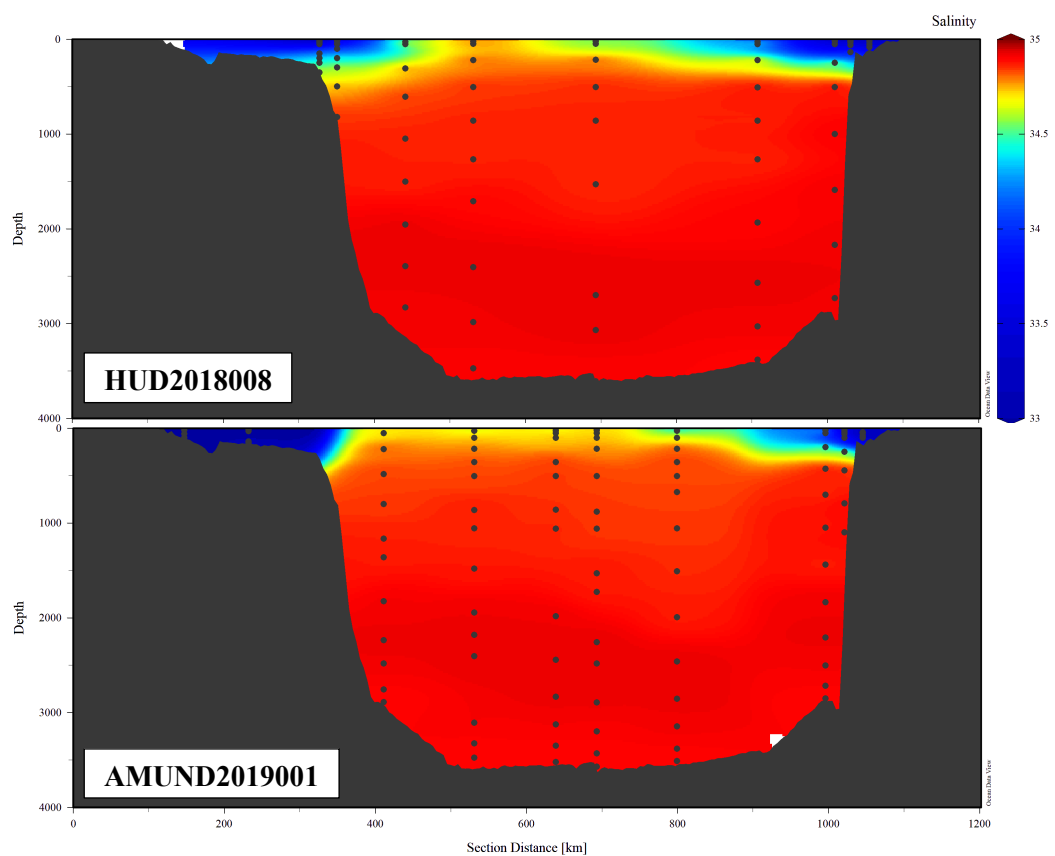 Salinity
0
1000
2000
3000
4000
Depth
HUD2018008
Ocean Data View
35
34.5
34
33.5
33
0
1000
2000
3000
4000
Depth
AMUND2019001
Ocean Data View
0
200
400
600
800
1000
1200
Section Distance [km]